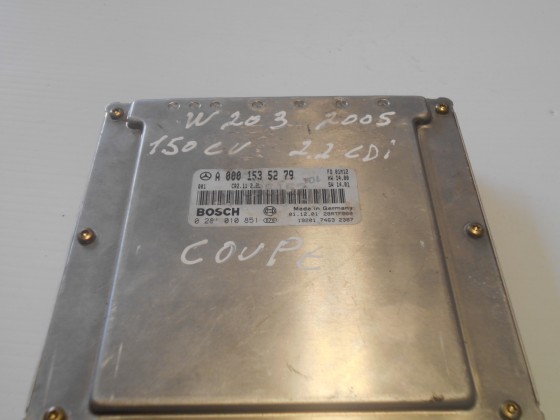 W 203 2005
150 CV 2.2 CDi
A 000 153 52 79
001
BOSCH
Made in Germany
0 281 010 851
COUPE